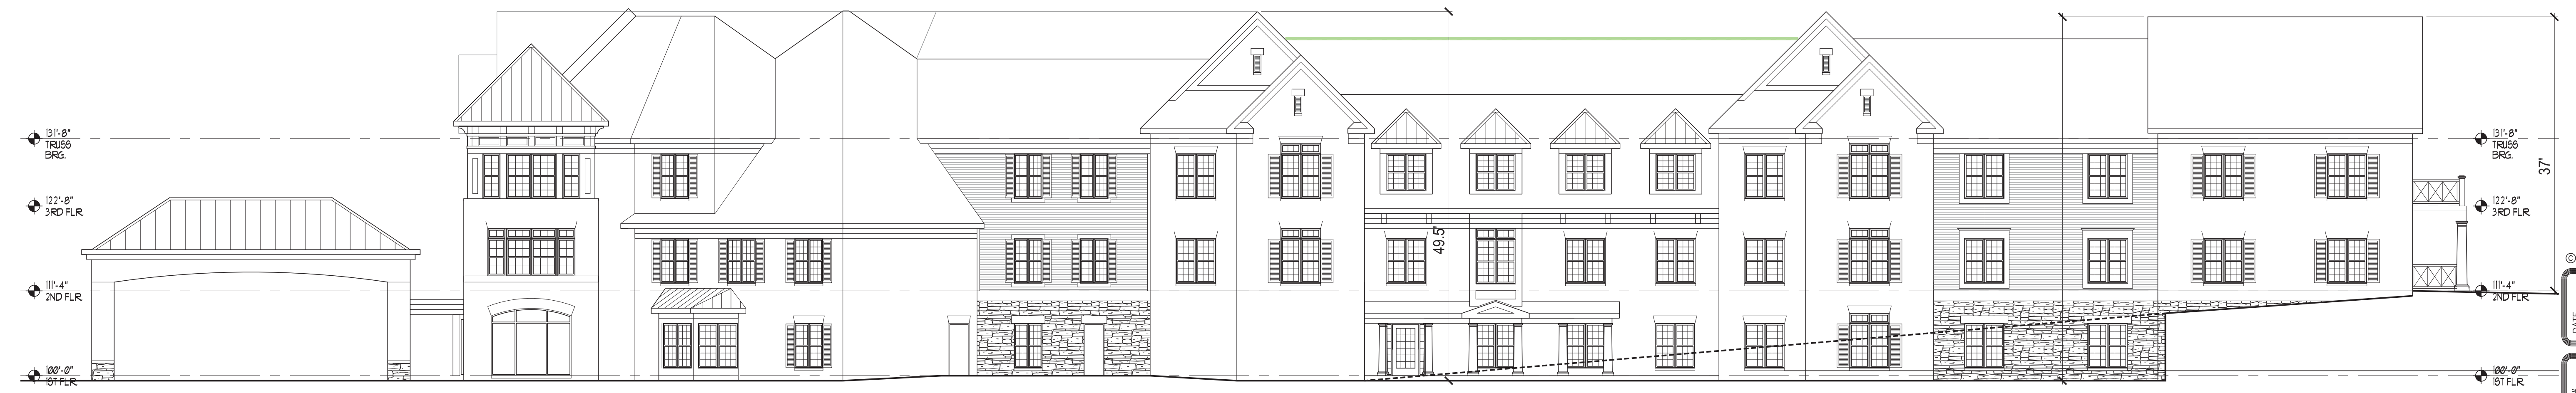 131'-8"
TRUSS
BRG.
122'-8"
3RD FLR.
111'-4"
2ND FLR.
100'-0"
1ST FLR.
49.5'
131'-8"
TRUSS
BRG.
37'
122'-8"
3RD FLR.
111'-4"
2ND FLR.
100'-0"
1ST FLR.
©
DATE